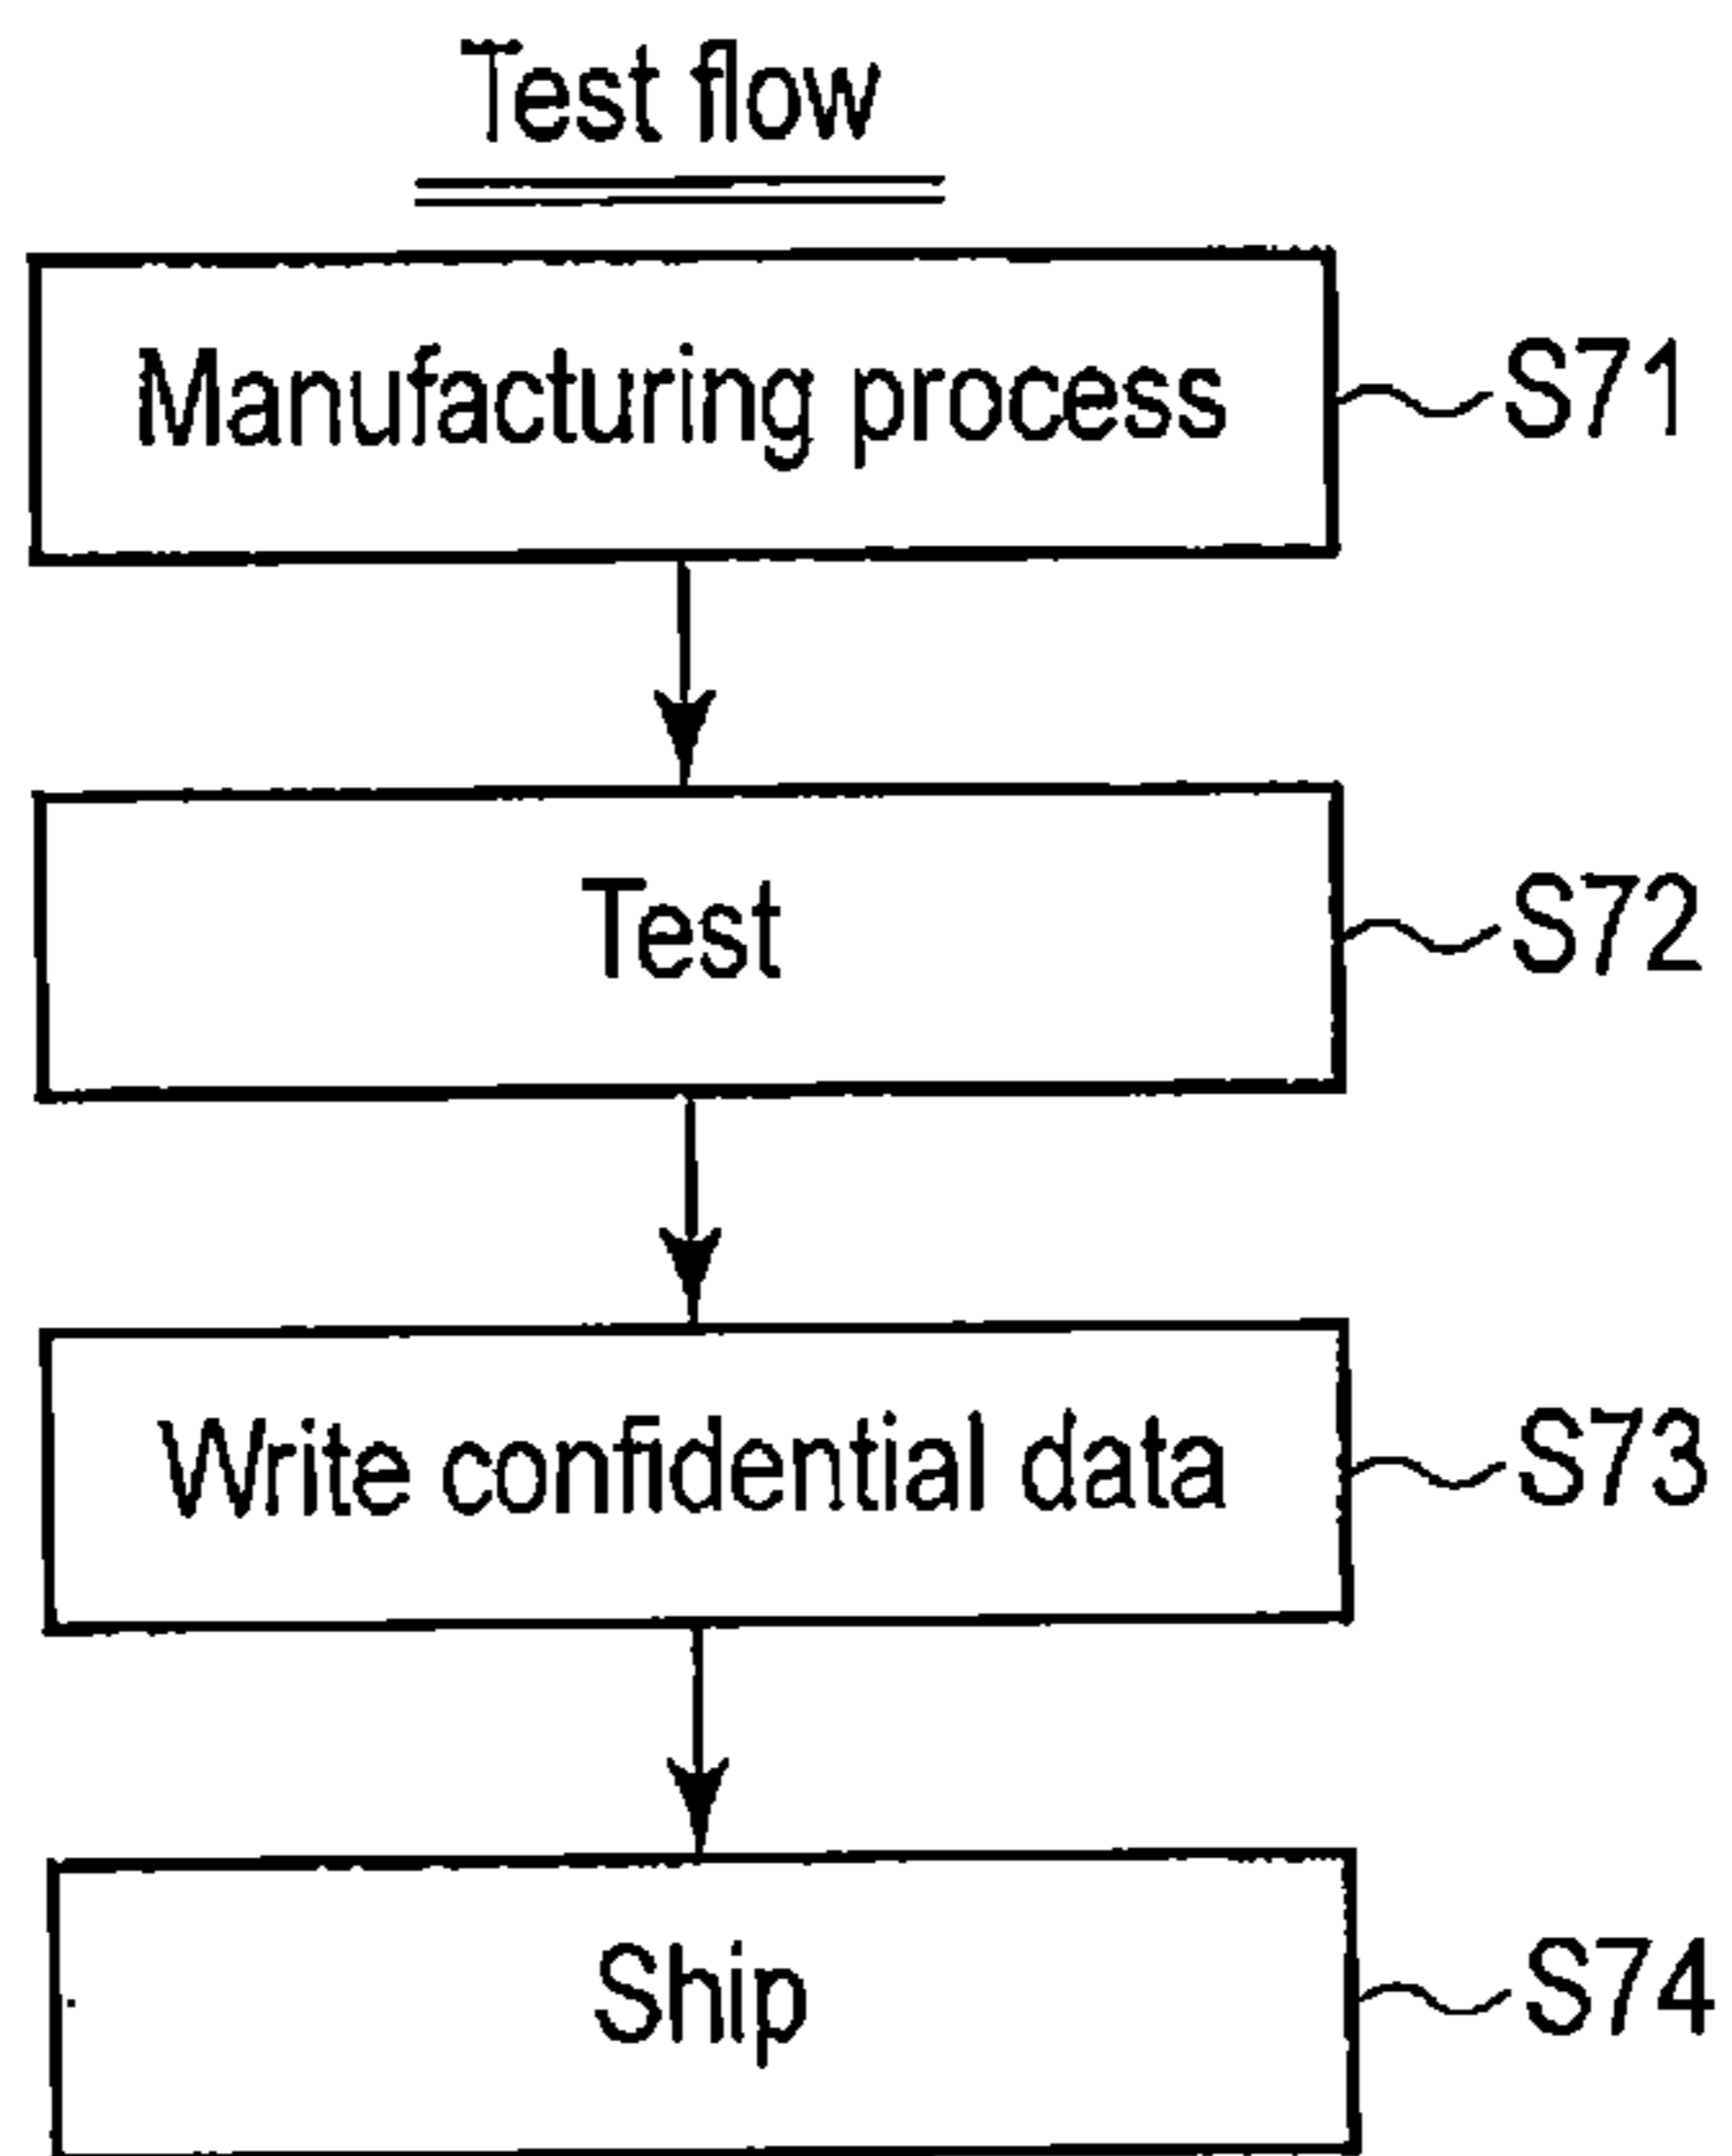 Test flow
Manufacturing process S71
Test S72
Write confidential data S73
Ship S74